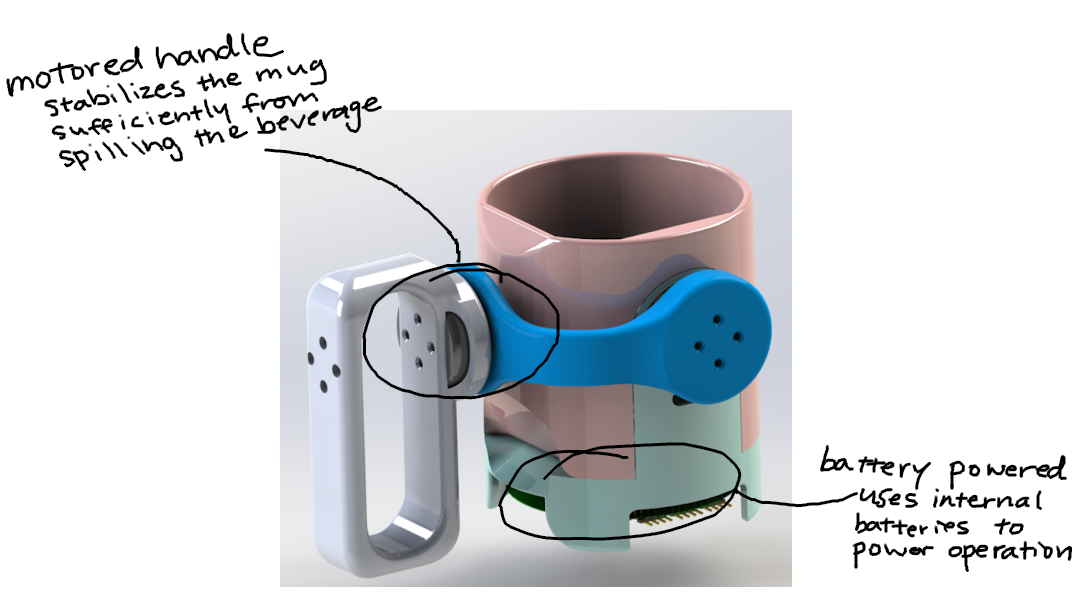 motored handle
stabilizes the mug
sufficiently from
spilling the beverage
battery powered
uses internal
batteries to
power operation